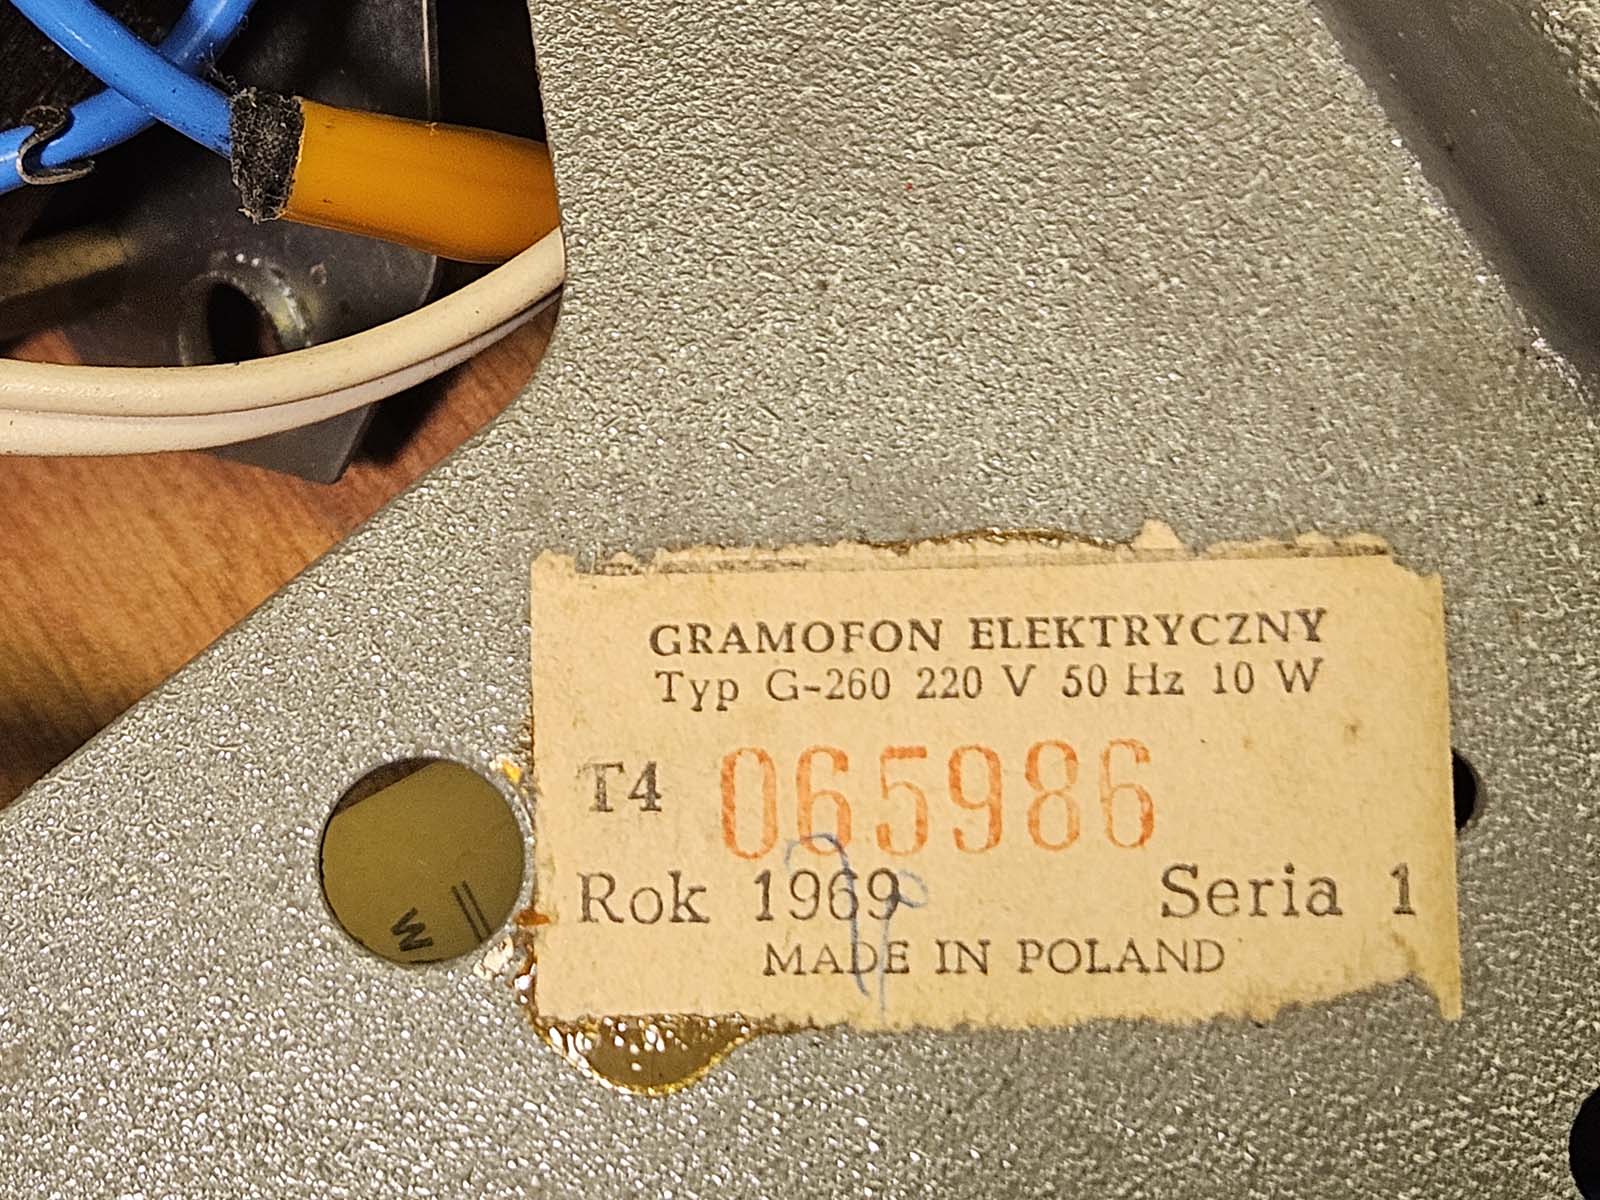 GRAMOFON ELEKTRYCZNY
Typ G-260 220 V 50 Hz 10 W
T4 065986
Rok 1969 Seria 1
MADE IN POLAND